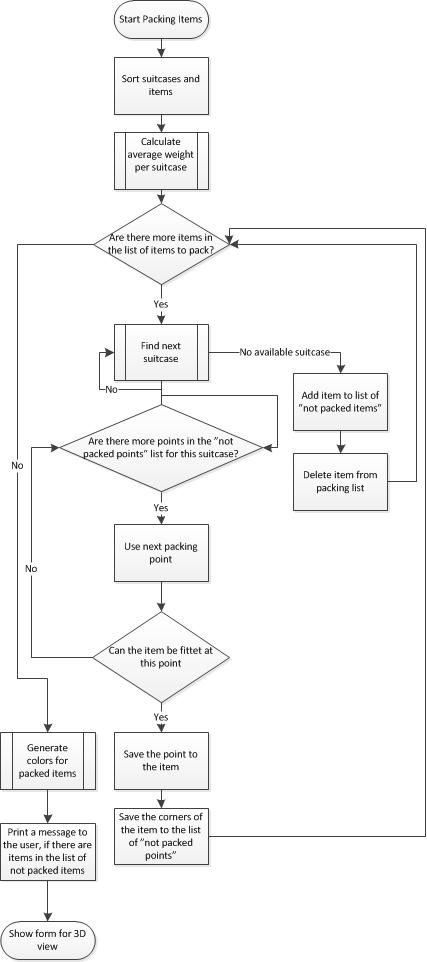 Start Packing Items
Sort suitcases and
items
Calculate
average weight
per suitcase
Are there more items in
the list of items to pack?
Yes
Find next
suitcase
No available suitcase
No
Add item to list of
“not packed items”
Are there more points in the ”not
packed points” list for this suitcase?
Delete item from
packing list
No
Yes
Use next packing
point
No
Can the item be fittet at
this point
Yes
Generate
colors for
packed items
Save the point to
the item
Print a message to
the user, if there are
items in the list of
not packed items
Save the corners of
the item to the list
of ”not packed
points”
Show form for 3D
view